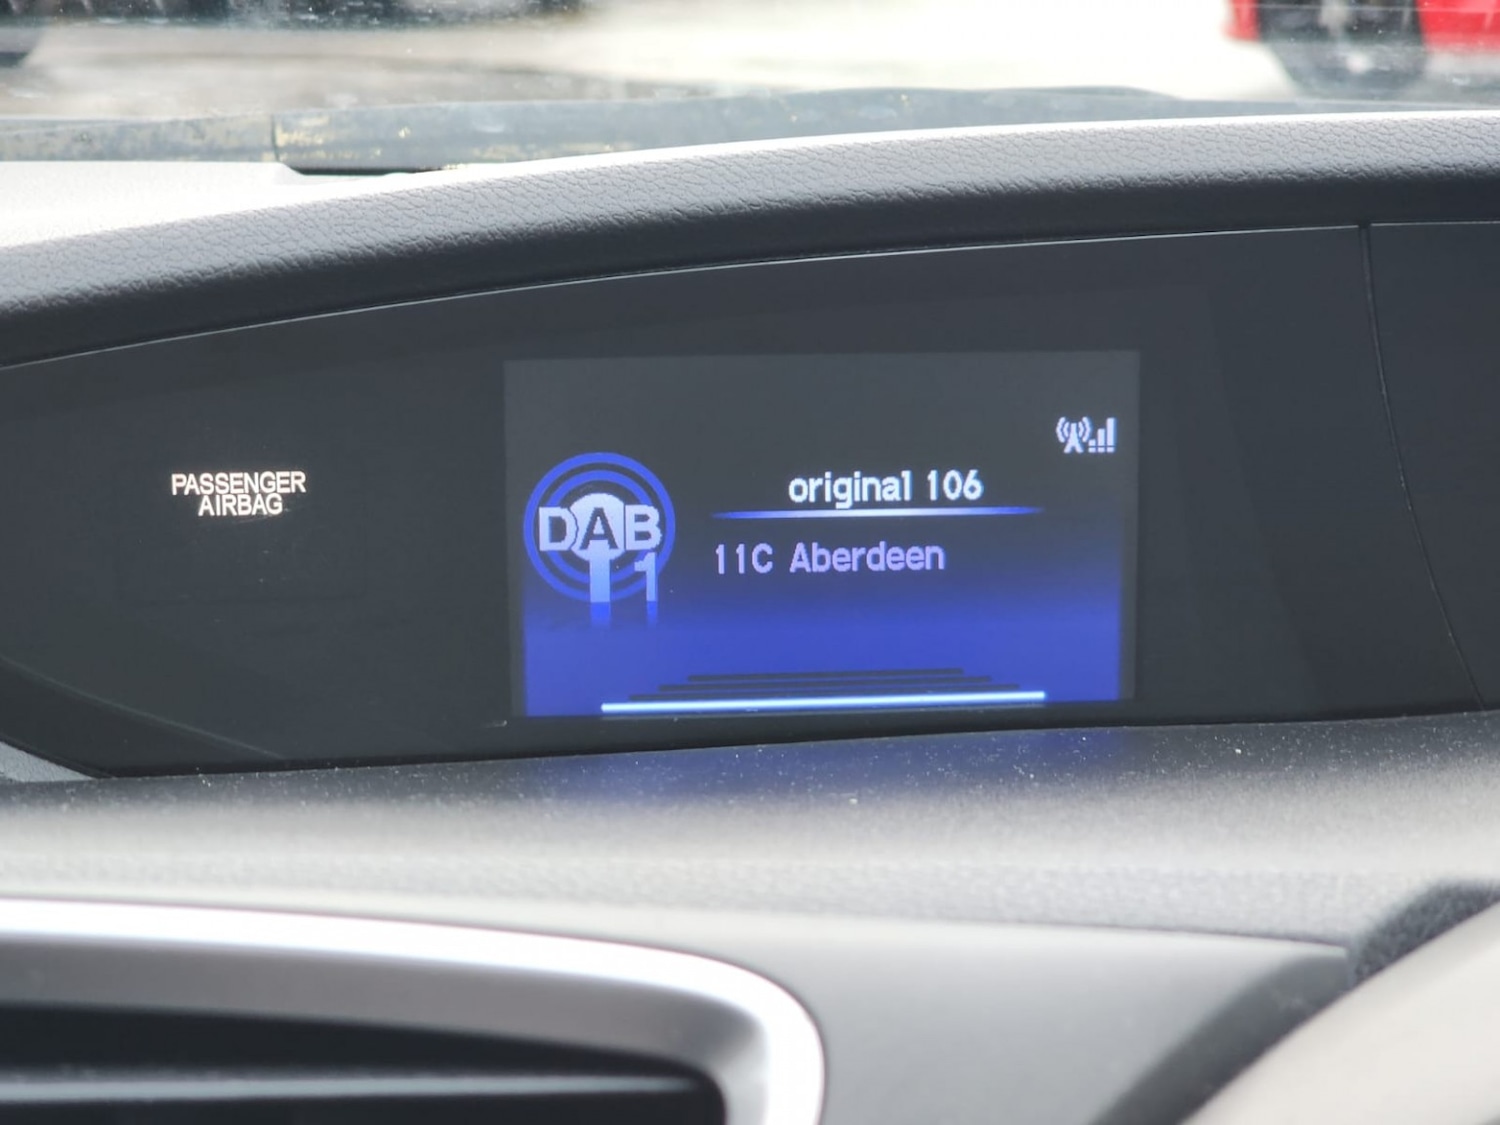 PASSENGER
AIRBAG
original 106
DAB
1
11C Aberdeen